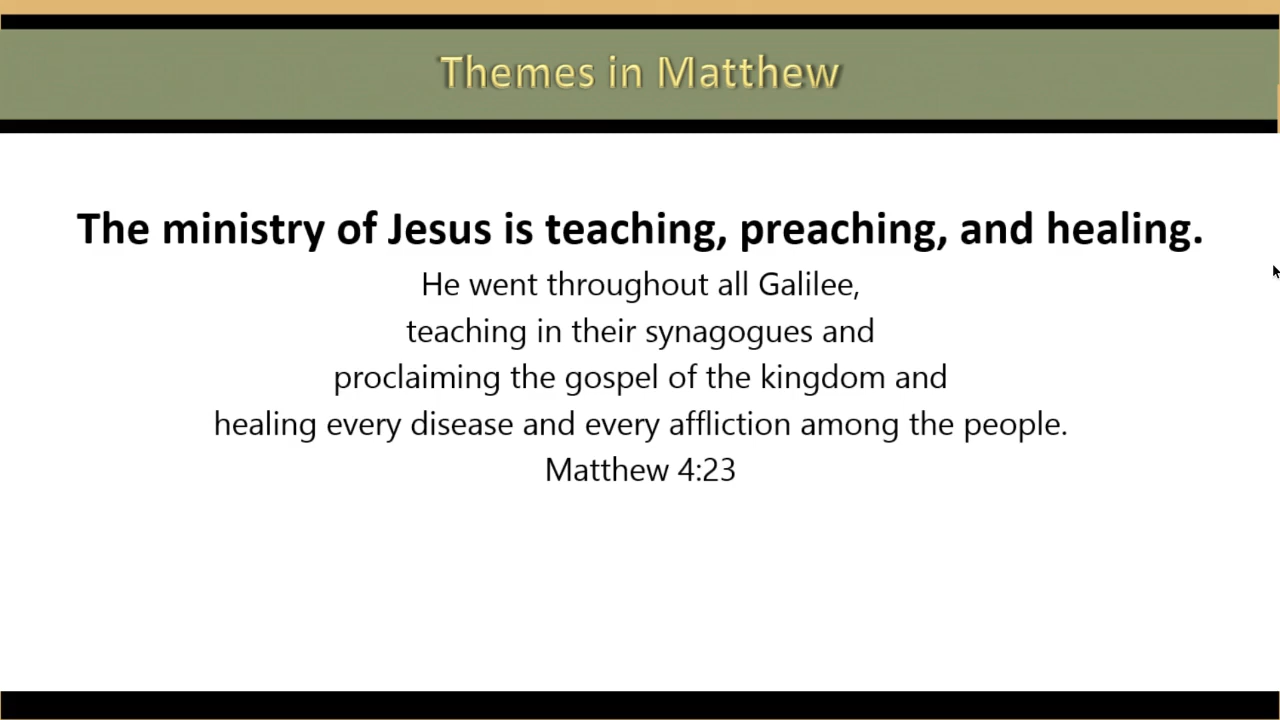 Themes in Matthew
The ministry of Jesus is teaching, preaching, and healing.
He went throughout all Galilee,
teaching in their synagogues and
proclaiming the gospel of the kingdom and
healing every disease and every affliction among the people.
Matthew 4:23